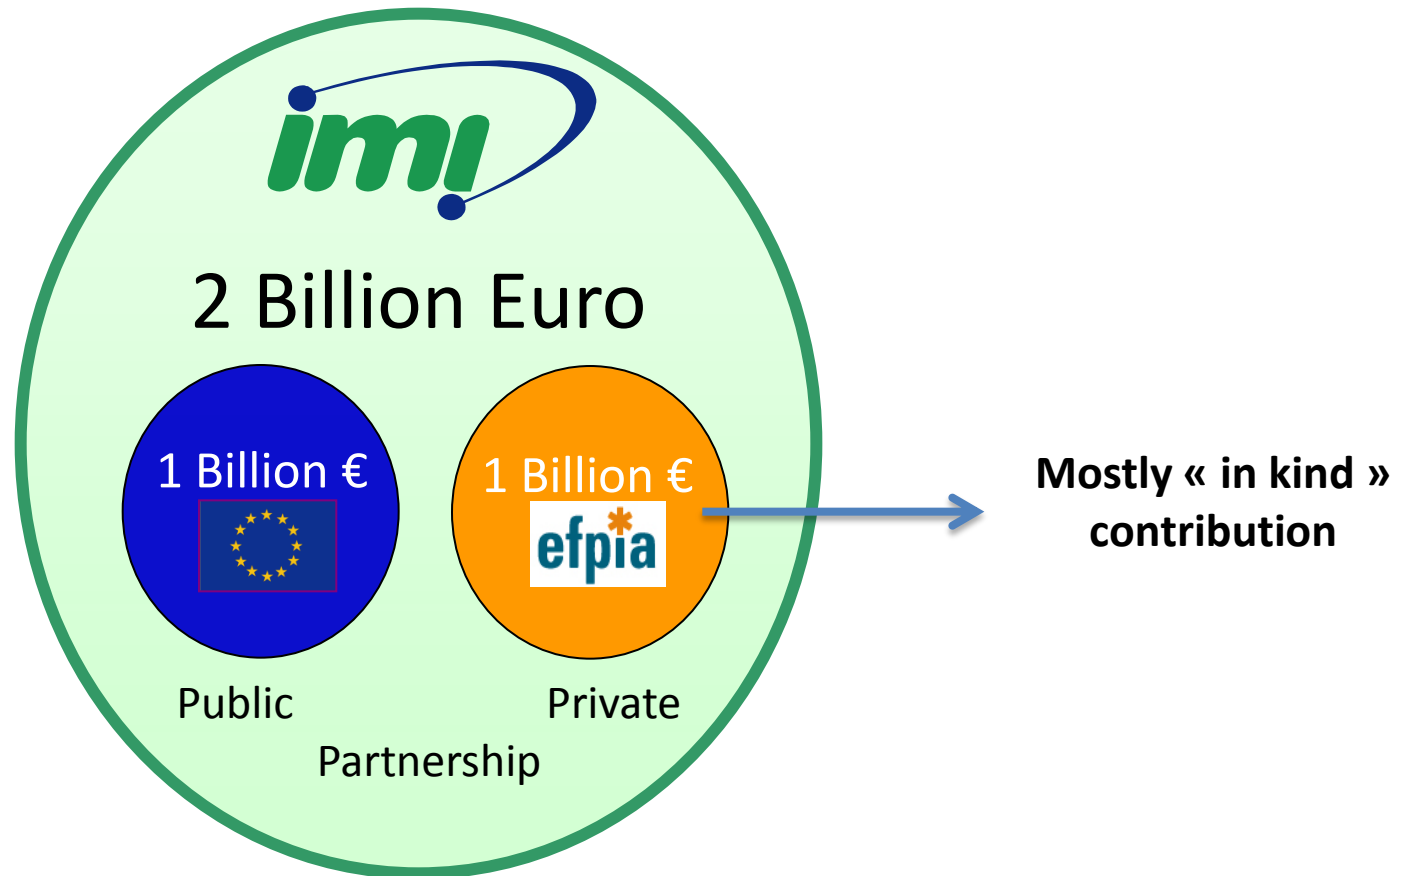 imi
2 Billion Euro
1 Billion €
1 Billion €
efpia
Mostly « in kind »
contribution
Public
Private
Partnership